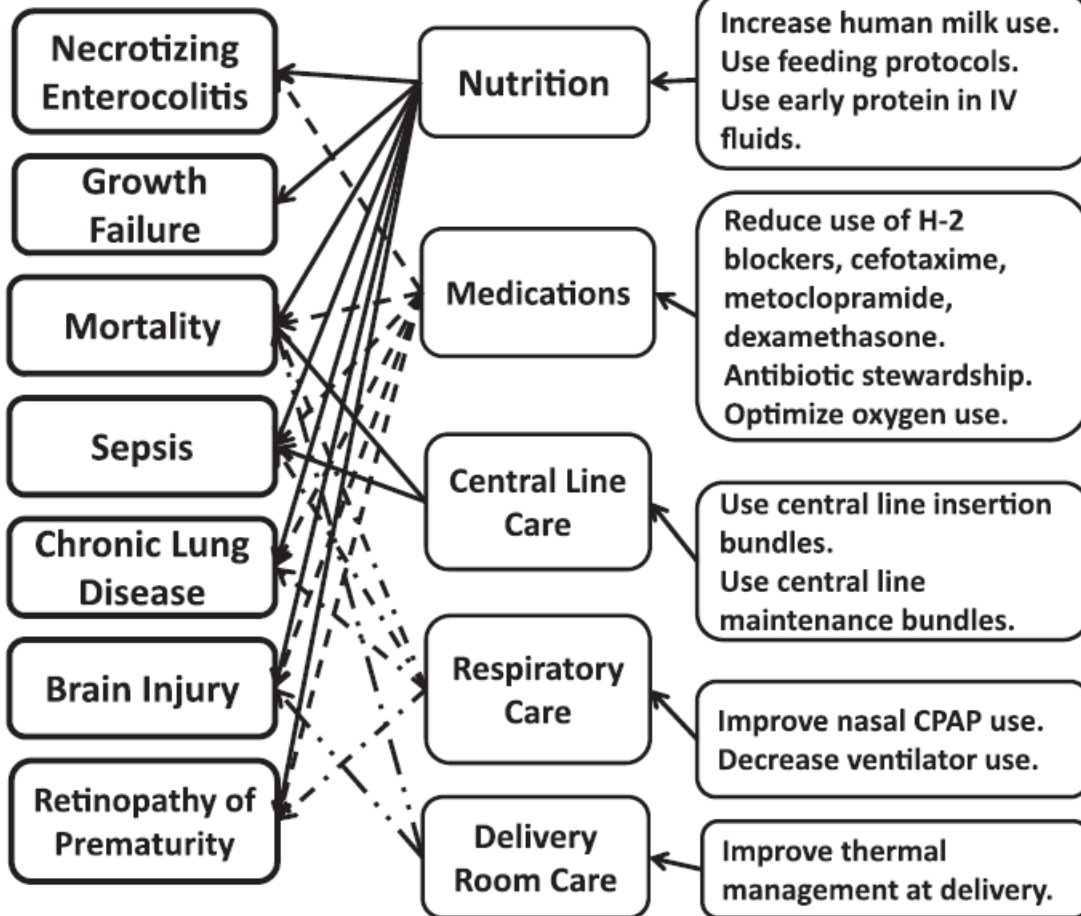 Necrotizing
Enterocolitis
Growth
Failure
Mortality
Sepsis
Chronic Lung
Disease
Brain Injury
Retinopathy of
Prematurity
Nutrition
Medications
Central Line
Care
Respiratory
Care
Delivery
Room Care
Increase human milk use.
Use feeding protocols.
Use early protein in IV
fluids.
Reduce use of H-2
blockers, cefotaxime,
metoclopramide,
dexamethasone.
Antibiotic stewardship.
Optimize oxygen use.
Use central line insertion
bundles.
Use central line
maintenance bundles.
Improve nasal CPAP use.
Decrease ventilator use.
Improve thermal
management at delivery.